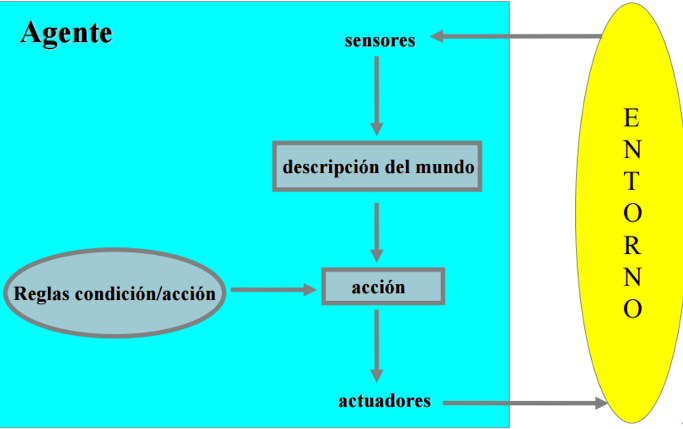 Agente
sensores
descripción del mundo
Reglas condición/acción
acción
actuadores
E
N
T
O
R
N
O